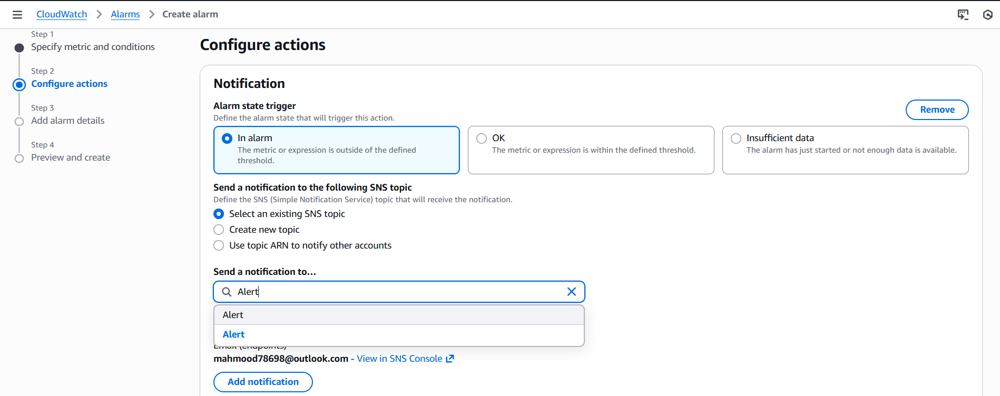 CloudWatch > Alarms > Create alarm
Step 1
Specify metric and conditions
Step 2
Configure actions
Step 3
Add alarm details
Step 4
Preview and create
Configure actions
Notification
Alarm state trigger
Define the alarm state that will trigger this action.
Remove
In alarm
The metric or expression is outside of the defined
threshold.
OK
The metric or expression is within the defined threshold.
Insufficient data
The alarm has just started or not enough data is available.
Send a notification to the following SNS topic
Define the SNS (Simple Notification Service) topic that will receive the notification.
Select an existing SNS topic
Create new topic
Use topic ARN to notify other accounts
Send a notification to…
Alert
Alert
Alert
Email (endpoints)
mahmood78698@outlook.com - View in SNS Console
Add notification